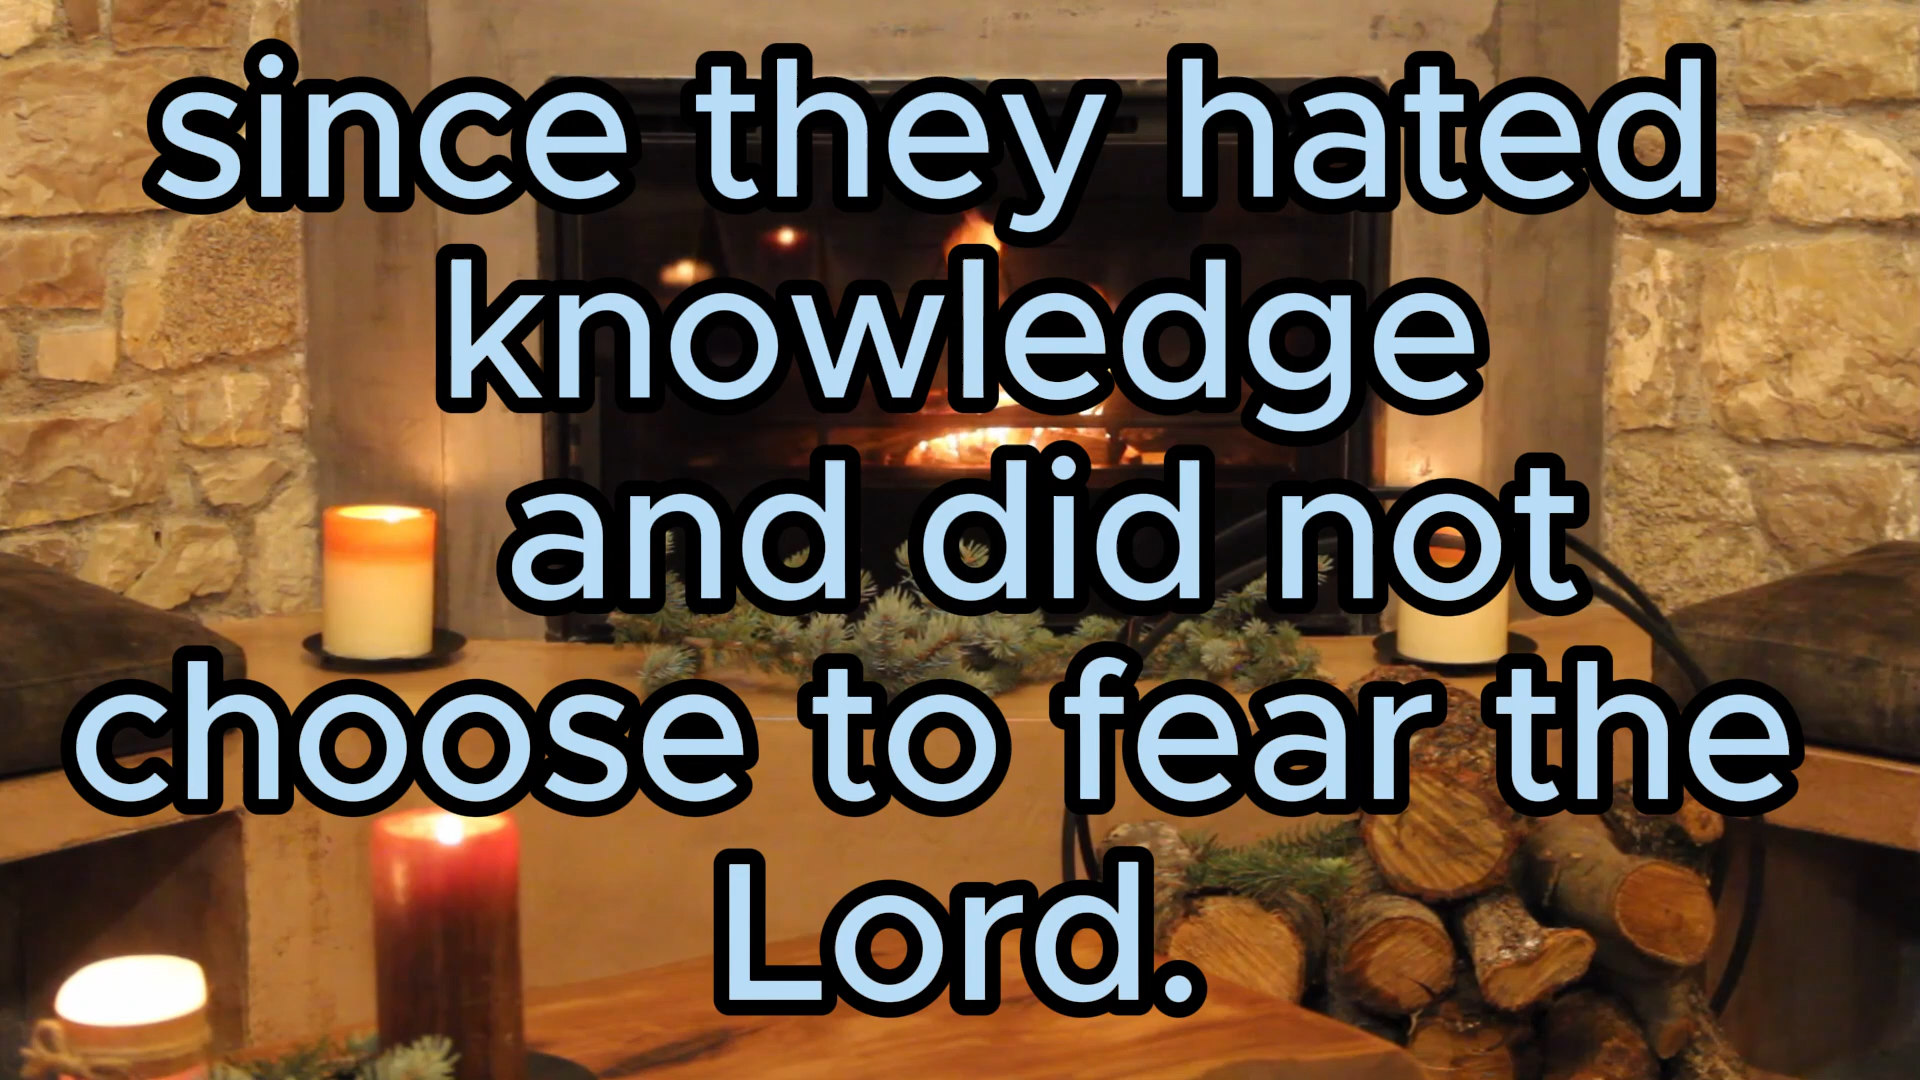 since they hated
knowledge
and did not
choose to fear the
Lord.